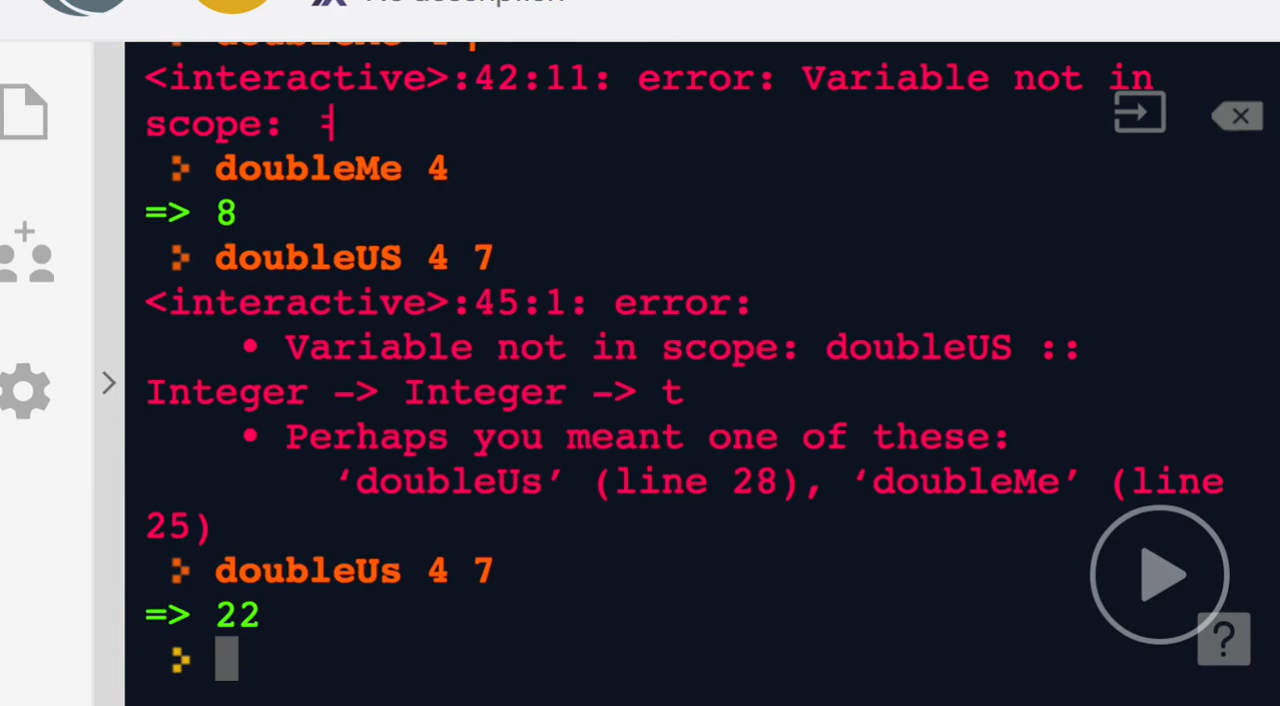 No description
<interactive>:42:11: error: Variable not in
scope:
doubleMe 4
=> 8
doubleUS 4 7
<interactive>:45:1: error:
• Variable not in scope: doubleUS ::
Integer -> Integer -> t
• Perhaps you meant one of these:
‘doubleUs’ (line 28), ‘doubleMe’ (line
25)
doubleUs 4 7
=> 22
?